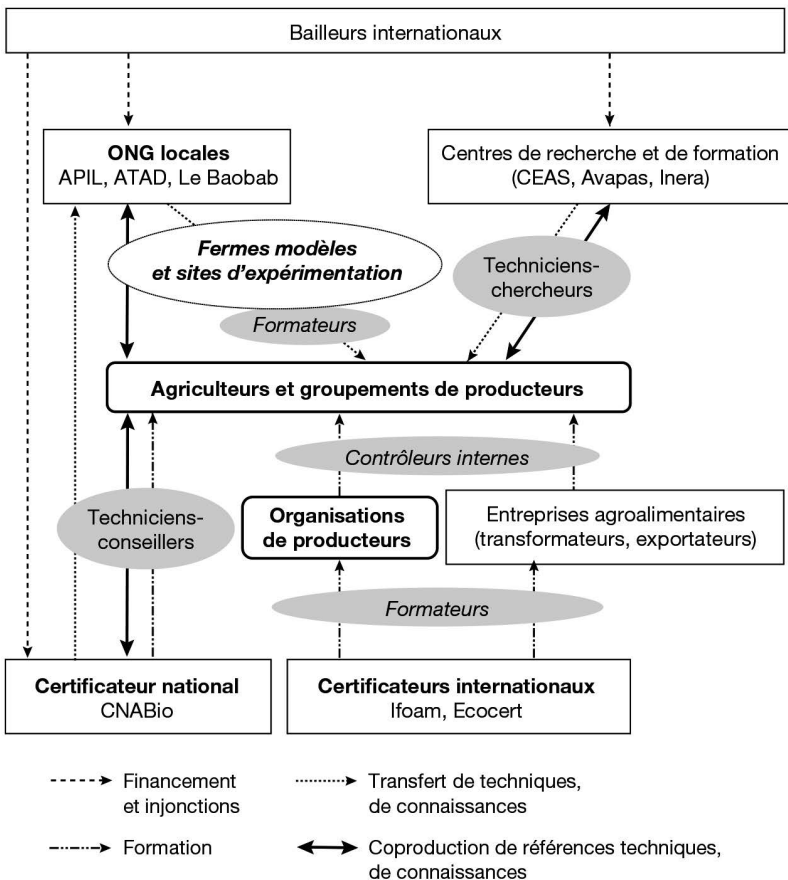 Bailleurs internationaux
ONG locales
APIL, ATAD, Le Baobab
Centres de recherche et de formation
(CEAS, Avapas, Inera)
Fermes modèles
et sites d'expérimentation
Techniciens-
chercheurs
Formateurs
Agriculteurs et groupements de producteurs
Contrôleurs internes
Techniciens-
conseillers
Organisations
de producteurs
Entreprises agroalimentaires
(transformateurs, exportateurs)
Formateurs
Certificateur national
CNABio
Certificateurs internationaux
Ifoam, Ecocert
Financement
et injonctions
Transfert de techniques,
de connaissances
Formation
Coproduction de références techniques,
de connaissances